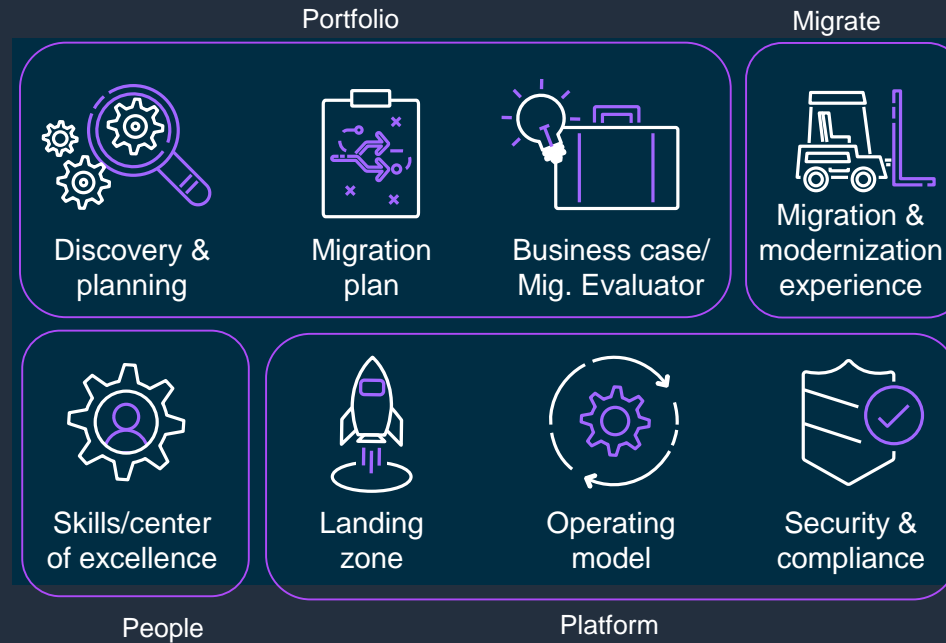 Portfolio
Migrate
Discovery &
planning
Migration
plan
Business case/
Mig. Evaluator
Migration &
modernization
experience
Skills/center
of excellence
Landing
zone
Operating
model
Security &
compliance
People
Platform